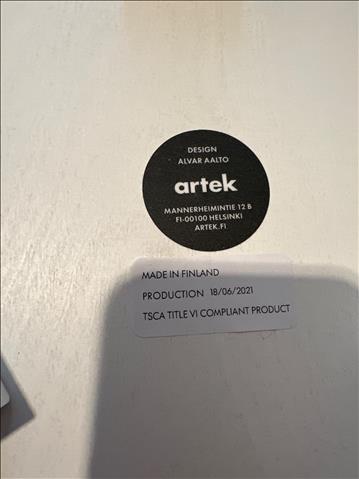 DESIGN
ALVAR AALTO
artek
MANNERHEIMINTIE 12 B
FI-00100 HELSINKI
ARTEK.FI
MADE IN FINLAND
PRODUCTION 18/06/2021
TSCA TITLE VI COMPLIANT PRODUCT